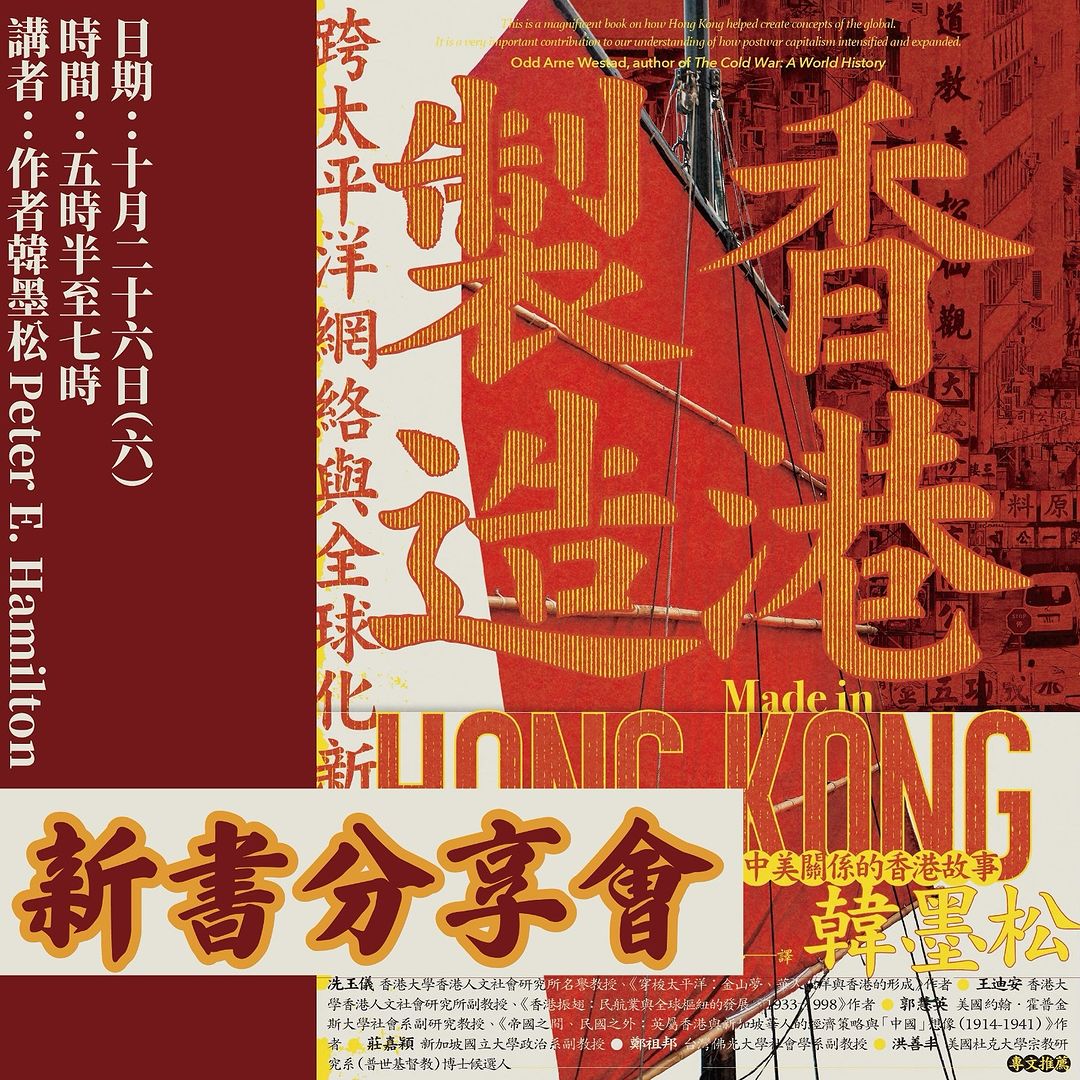 日期：十月二十六日（六）
時間：五時半至七時
講者：作者韓墨松 Peter E. Hamilton
This is a magnificent book on how Hong Kong helped create concepts of the global.
It is a very important contribution to our understanding of how postwar capitalism intensified and expanded.
Odd Arne Westad, author of The Cold War: A World History
香港
製造
跨太平洋網絡與全球化新
道教青松仙觀
大
原料
STOP
Made in
HONG KONG
中美關係的香港故事
韓墨松
譯
新書分享會
冼玉儀 香港大學香港人文社會研究所名譽教授、《穿梭太平洋：金山夢、華人 洋與香港的形成》作者 ● 王迪安 香港大
學香港人文社會研究所副教授、《香港振翅：民航業與全球樞紐的發展 1933– 998》作者 ● 郭慧英 美國約翰·霍普金
斯大學社會系副研究教授、《帝國之間、民國之外：英屬香港與新加坡華人的經濟策略與「中國」想像（1914-1941）》作
者 莊嘉穎 新加坡國立大學政治系副教授 ● 鄭祖邦 台灣佛光大學社會學系副教授 ● 洪善丰 美國杜克大學宗教研
究系（普世基督教）博士候選人
專文推薦